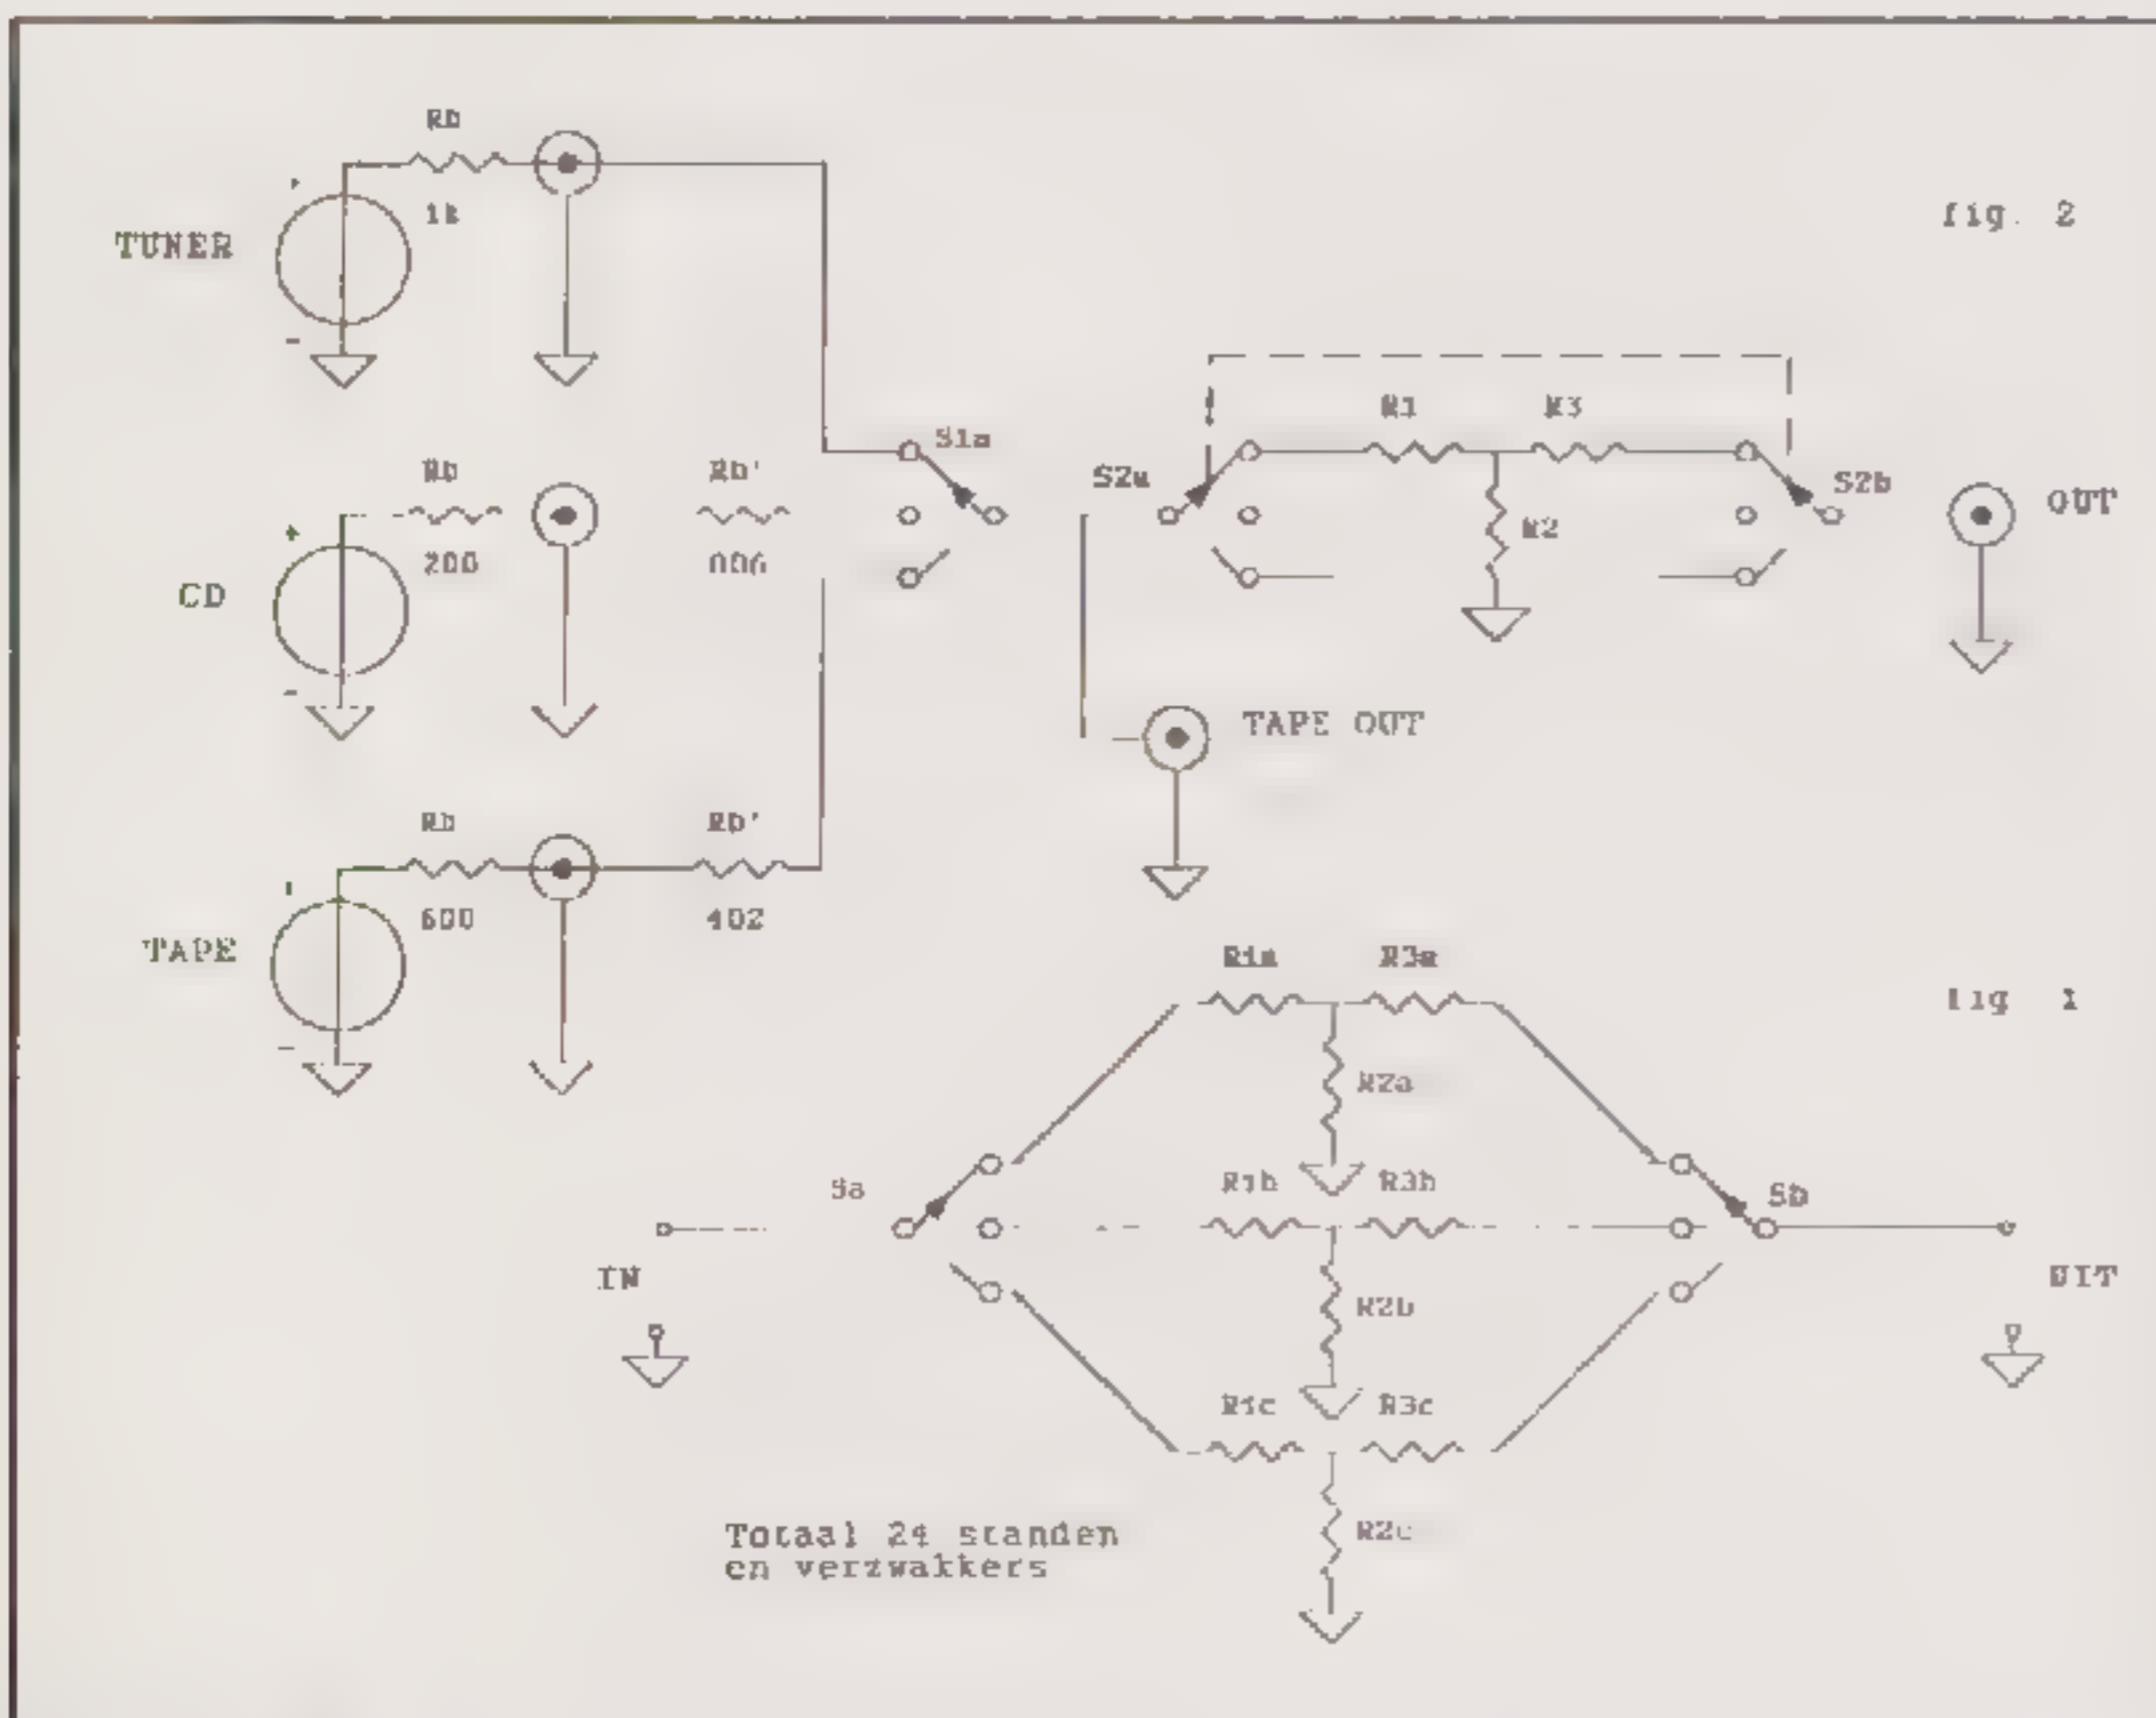 Rb
1k
TUNER
fig. 2
R1
R3
S1a
S2a
S2b
OUT
Rb
Rb'
200
R2
CD
TAPE OUT
Rb
Rb'
600
402
TAPE
R1a
R3a
fig 1
R2a
Sa
R1b
R3b
Sb
IN
UIT
R2b
R1c
R3c
R2c
Totaal 24 standen
en verzwakkers